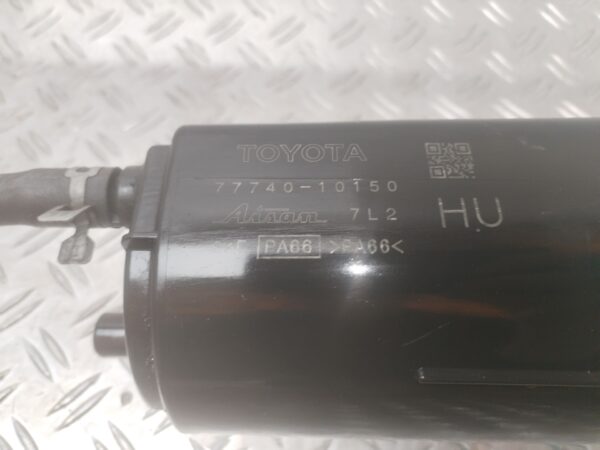 TOYOTA
77740-10150
Aisan 7L2
HU
PA66 >PA66<